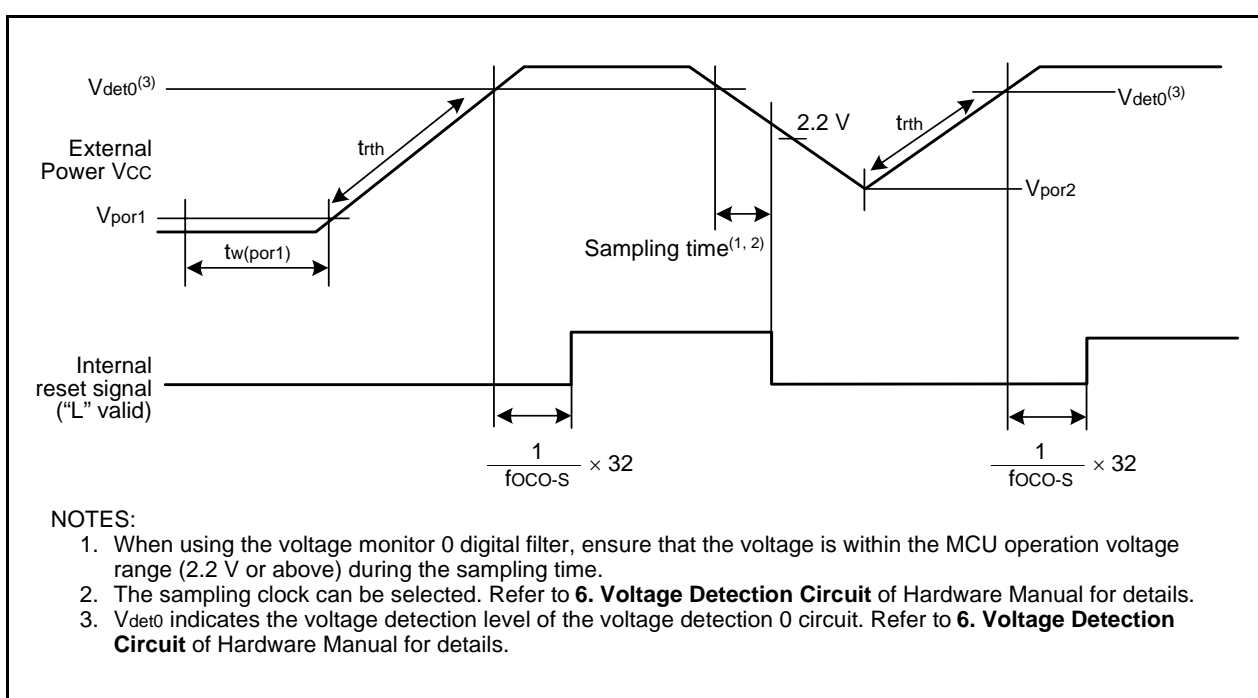 Vdet0(3)
External
Power VCC
Vpor1
tw(por1)
trth
Sampling time(1, 2)
2.2 V
trth
Vdet0(3)
Vpor2
Internal
reset signal
(“L” valid)
1
fOCO-S
× 32
1
fOCO-S
× 32
NOTES:
1. When using the voltage monitor 0 digital filter, ensure that the voltage is within the MCU operation voltage
range (2.2 V or above) during the sampling time.
2. The sampling clock can be selected. Refer to 6. Voltage Detection Circuit of Hardware Manual for details.
3. Vdet0 indicates the voltage detection level of the voltage detection 0 circuit. Refer to 6. Voltage Detection
Circuit of Hardware Manual for details.